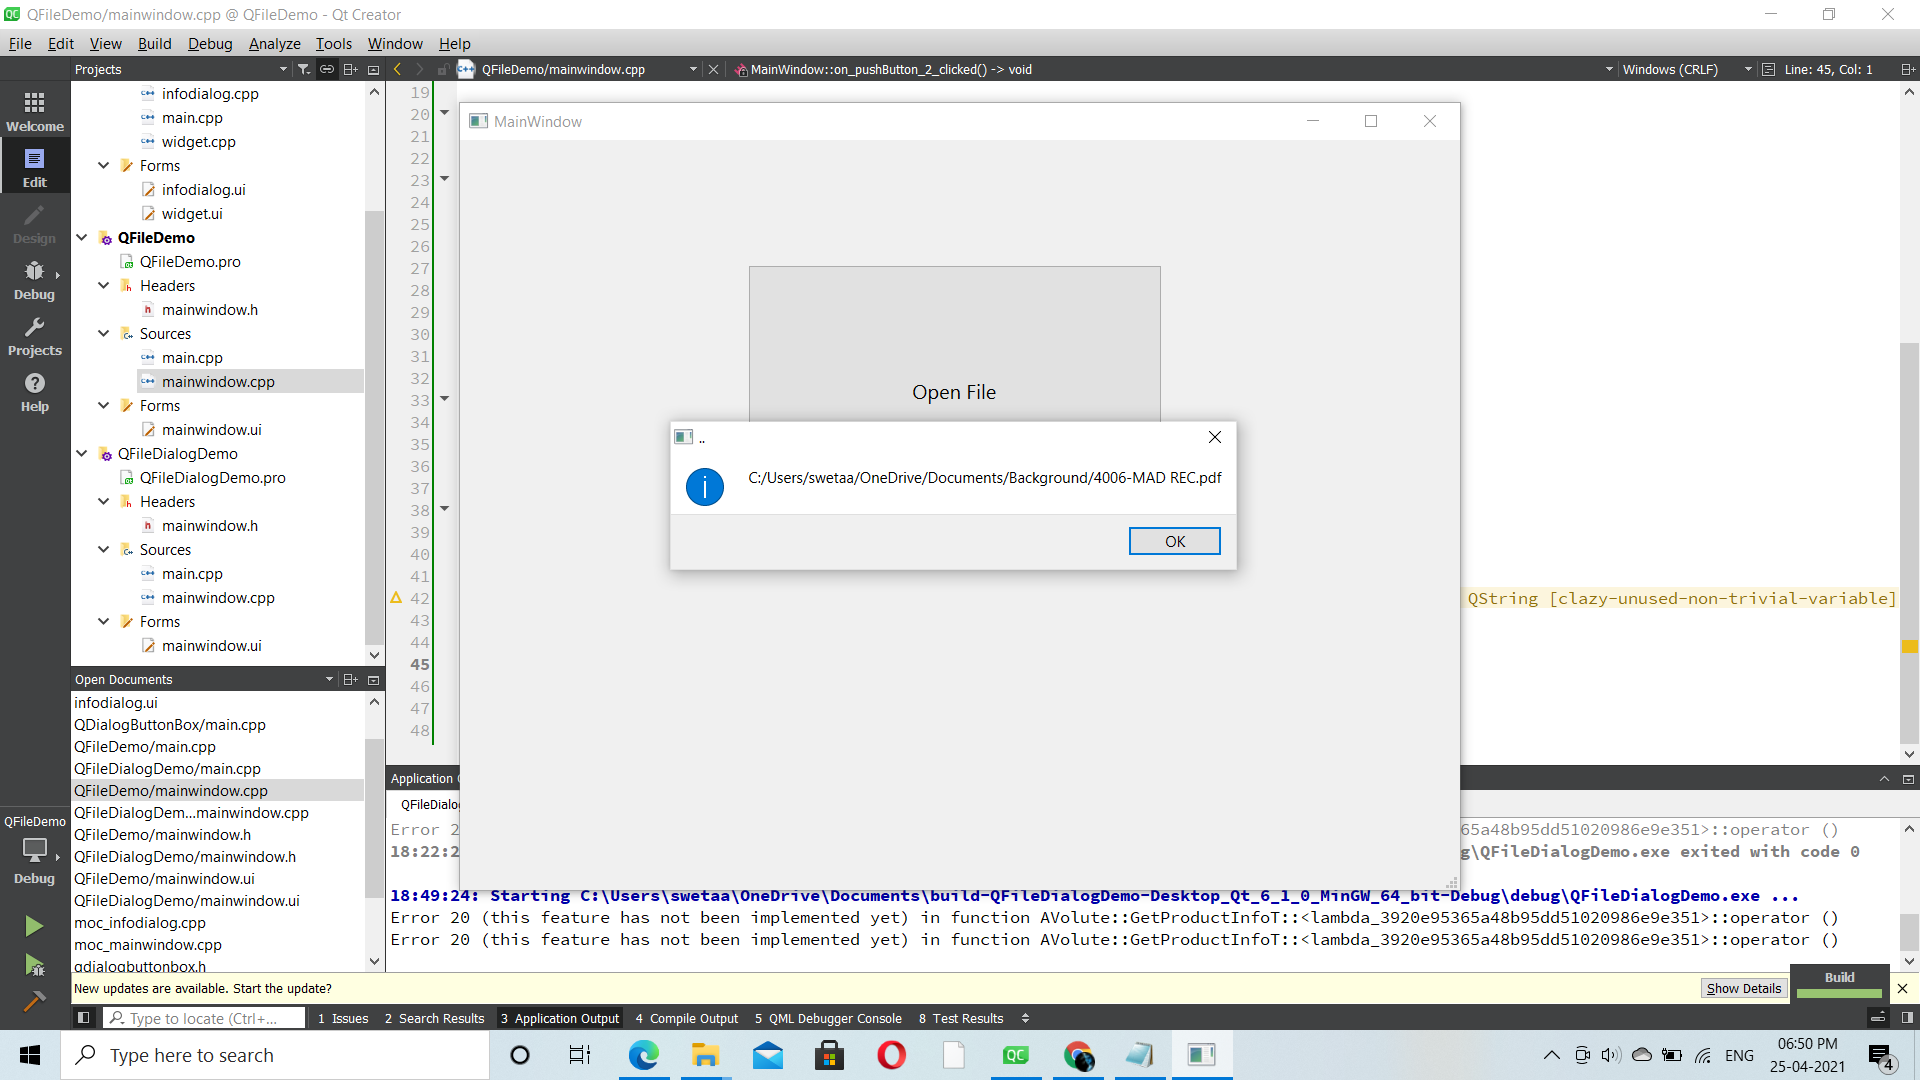 QFileDemo/mainwindow.cpp @ QFileDemo - Qt Creator
File Edit View Build Debug Analyze Tools Window Help
Projects
QFileDemo/mainwindow.cpp
MainWindow::on_pushButton_2_clicked() -> void
Windows (CRLF)
Line: 45, Col: 1
Welcome
Edit
Design
Debug
Projects
Help
infodialog.cpp
main.cpp
widget.cpp
Forms
infodialog.ui
widget.ui
QFileDemo
QFileDemo.pro
Headers
mainwindow.h
Sources
main.cpp
mainwindow.cpp
Forms
mainwindow.ui
QFileDialogDemo
QFileDialogDemo.pro
Headers
mainwindow.h
Sources
main.cpp
mainwindow.cpp
Forms
mainwindow.ui
19
20
21
22
23
24
25
26
27
28
29
30
31
32
33
34
35
36
37
38
39
40
41
42
43
44
45
46
47
48
MainWindow
Open File
..
C:/Users/swetaa/OneDrive/Documents/Background/4006-MAD REC.pdf
OK
QString [clazy-unused-non-trivial-variable]
Open Documents
infodialog.ui
QDialogButtonBox/main.cpp
QFileDemo/main.cpp
QFileDialogDemo/main.cpp
QFileDemo/mainwindow.cpp
QFileDialogDem...mainwindow.cpp
QFileDemo/mainwindow.h
QFileDialogDemo/mainwindow.h
QFileDemo/mainwindow.ui
QFileDialogDemo/mainwindow.ui
moc_infodialog.cpp
moc_mainwindow.cpp
qdialogbuttonbox.h
QFileDemo
Debug
Application
QFileDialo
Error 2 65a48b95dd51020986e9e351>::operator ()
18:22:2 g\QFileDialogDemo.exe exited with code 0
18:49:24: Starting C:\Users\swetaa\OneDrive\Documents\build-QFileDialogDemo-Desktop_Qt_6_1_0_MinGW_64_bit-Debug\debug\QFileDialogDemo.exe ...
Error 20 (this feature has not been implemented yet) in function AVolute::GetProductInfoT::<lambda_3920e95365a48b95dd51020986e9e351>::operator ()
Error 20 (this feature has not been implemented yet) in function AVolute::GetProductInfoT::<lambda_3920e95365a48b95dd51020986e9e351>::operator ()
New updates are available. Start the update?
Show Details
Build
Type to locate (Ctrl+...
1 Issues 2 Search Results 3 Application Output 4 Compile Output 5 QML Debugger Console 8 Test Results
Type here to search
ENG
06:50 PM
25-04-2021
4